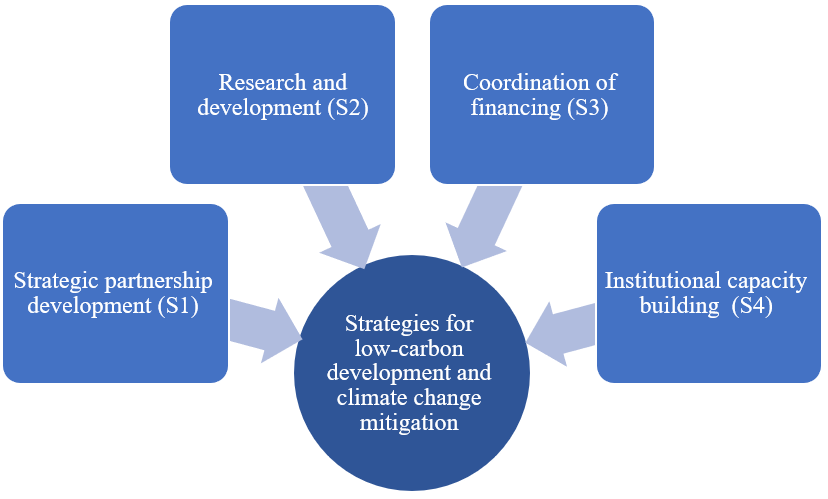 Research and
development (S2)
Coordination of
financing (S3)
Strategic partnership
development (S1)
Institutional capacity
building  (S4)
Strategies for
low-carbon
development and
climate change
mitigation